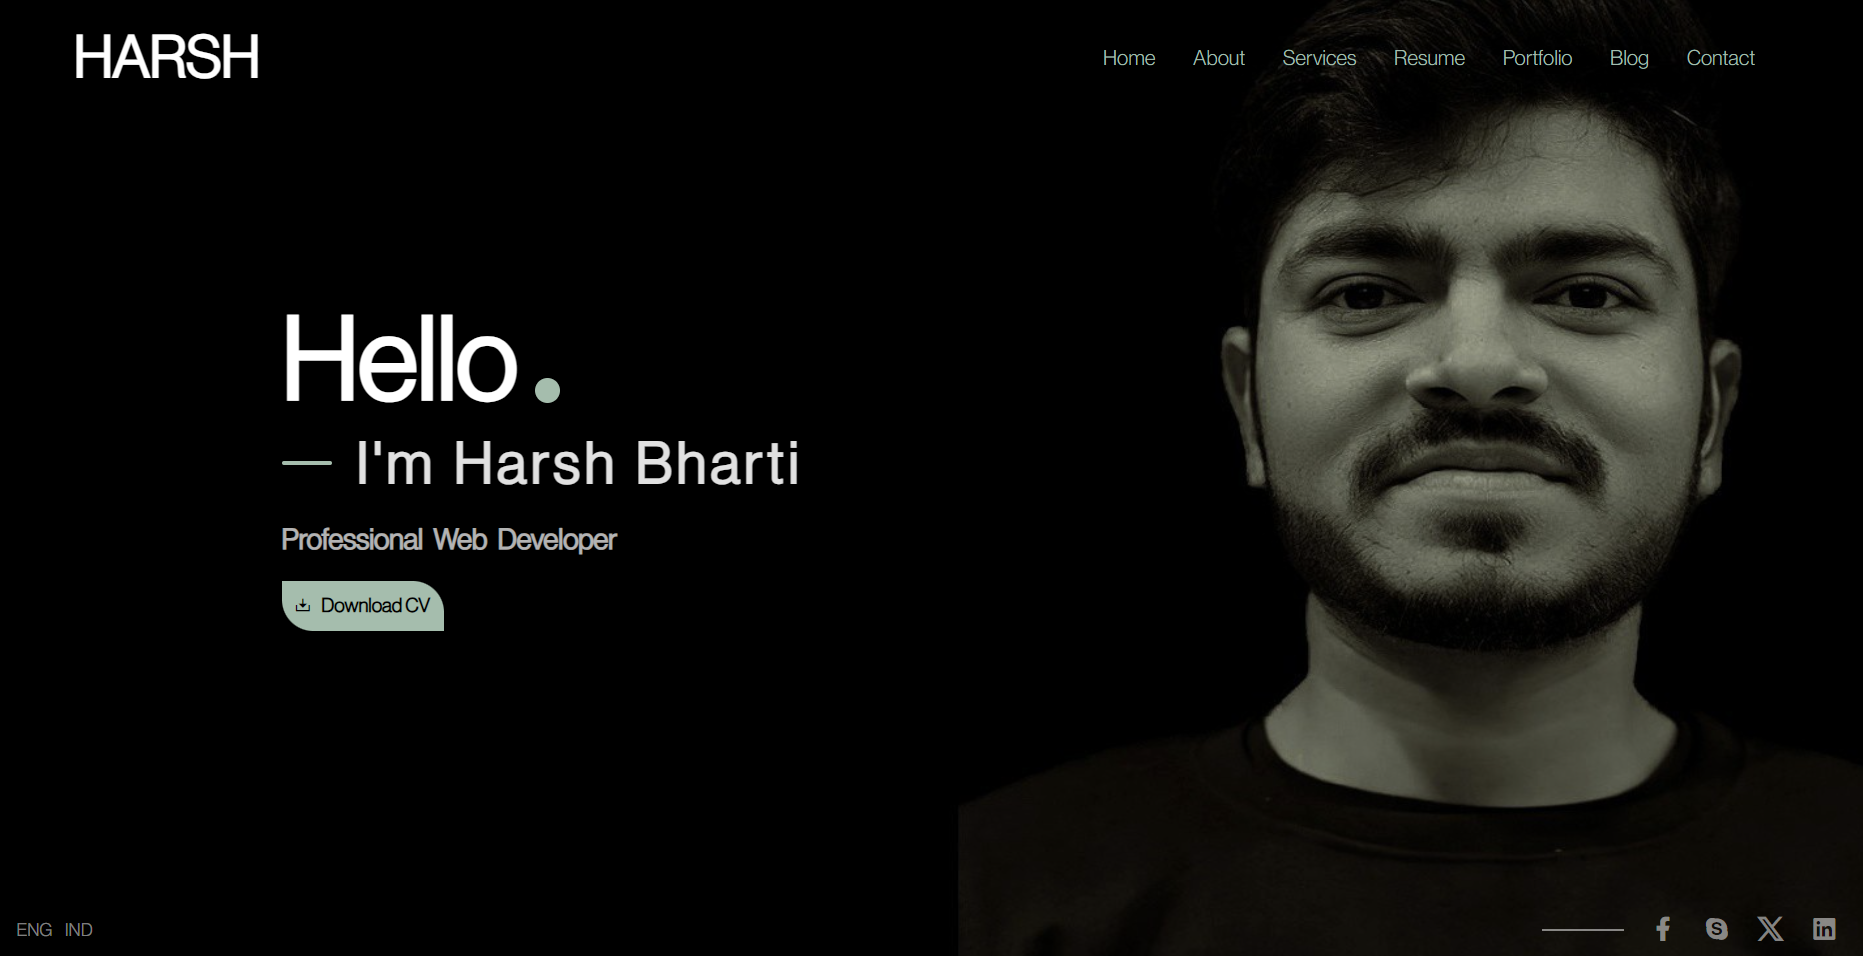 HARSH
Home About Services Resume Portfolio Blog Contact
Hello.
— I'm Harsh Bharti
Professional Web Developer
Download CV
ENG IND